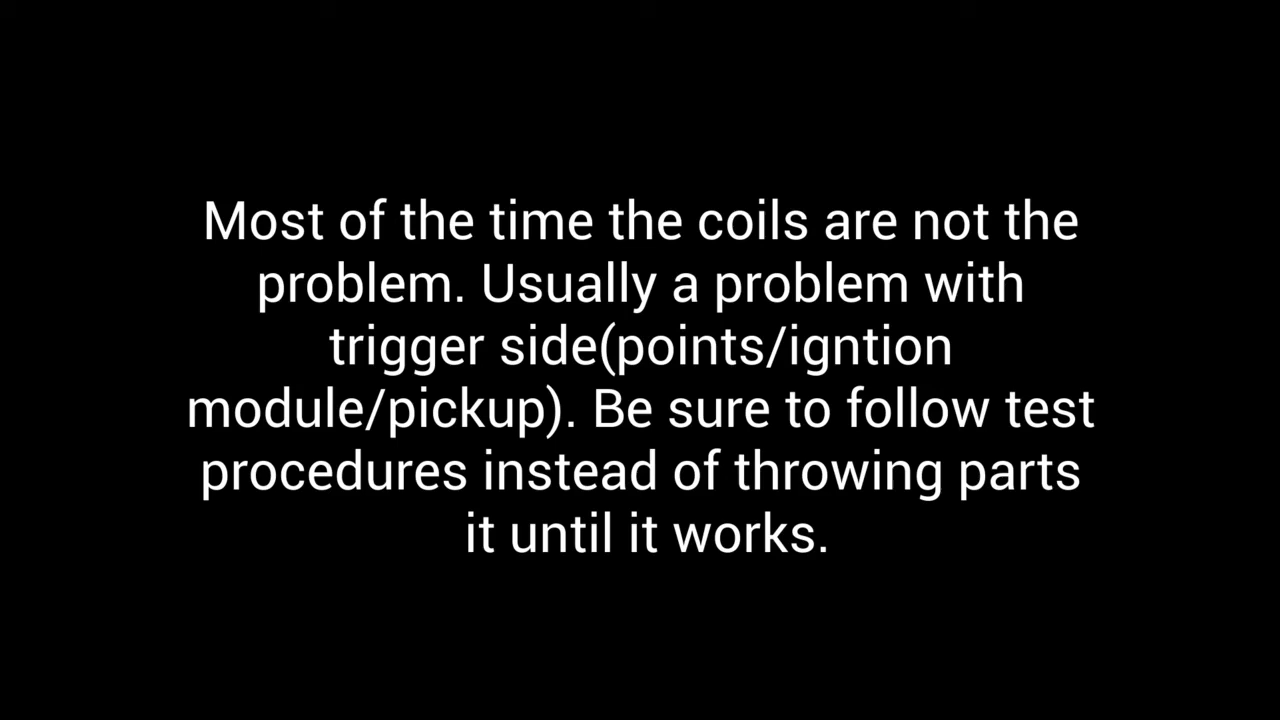 Most of the time the coils are not the
problem. Usually a problem with
trigger side(points/igntion
module/pickup). Be sure to follow test
procedures instead of throwing parts
it until it works.